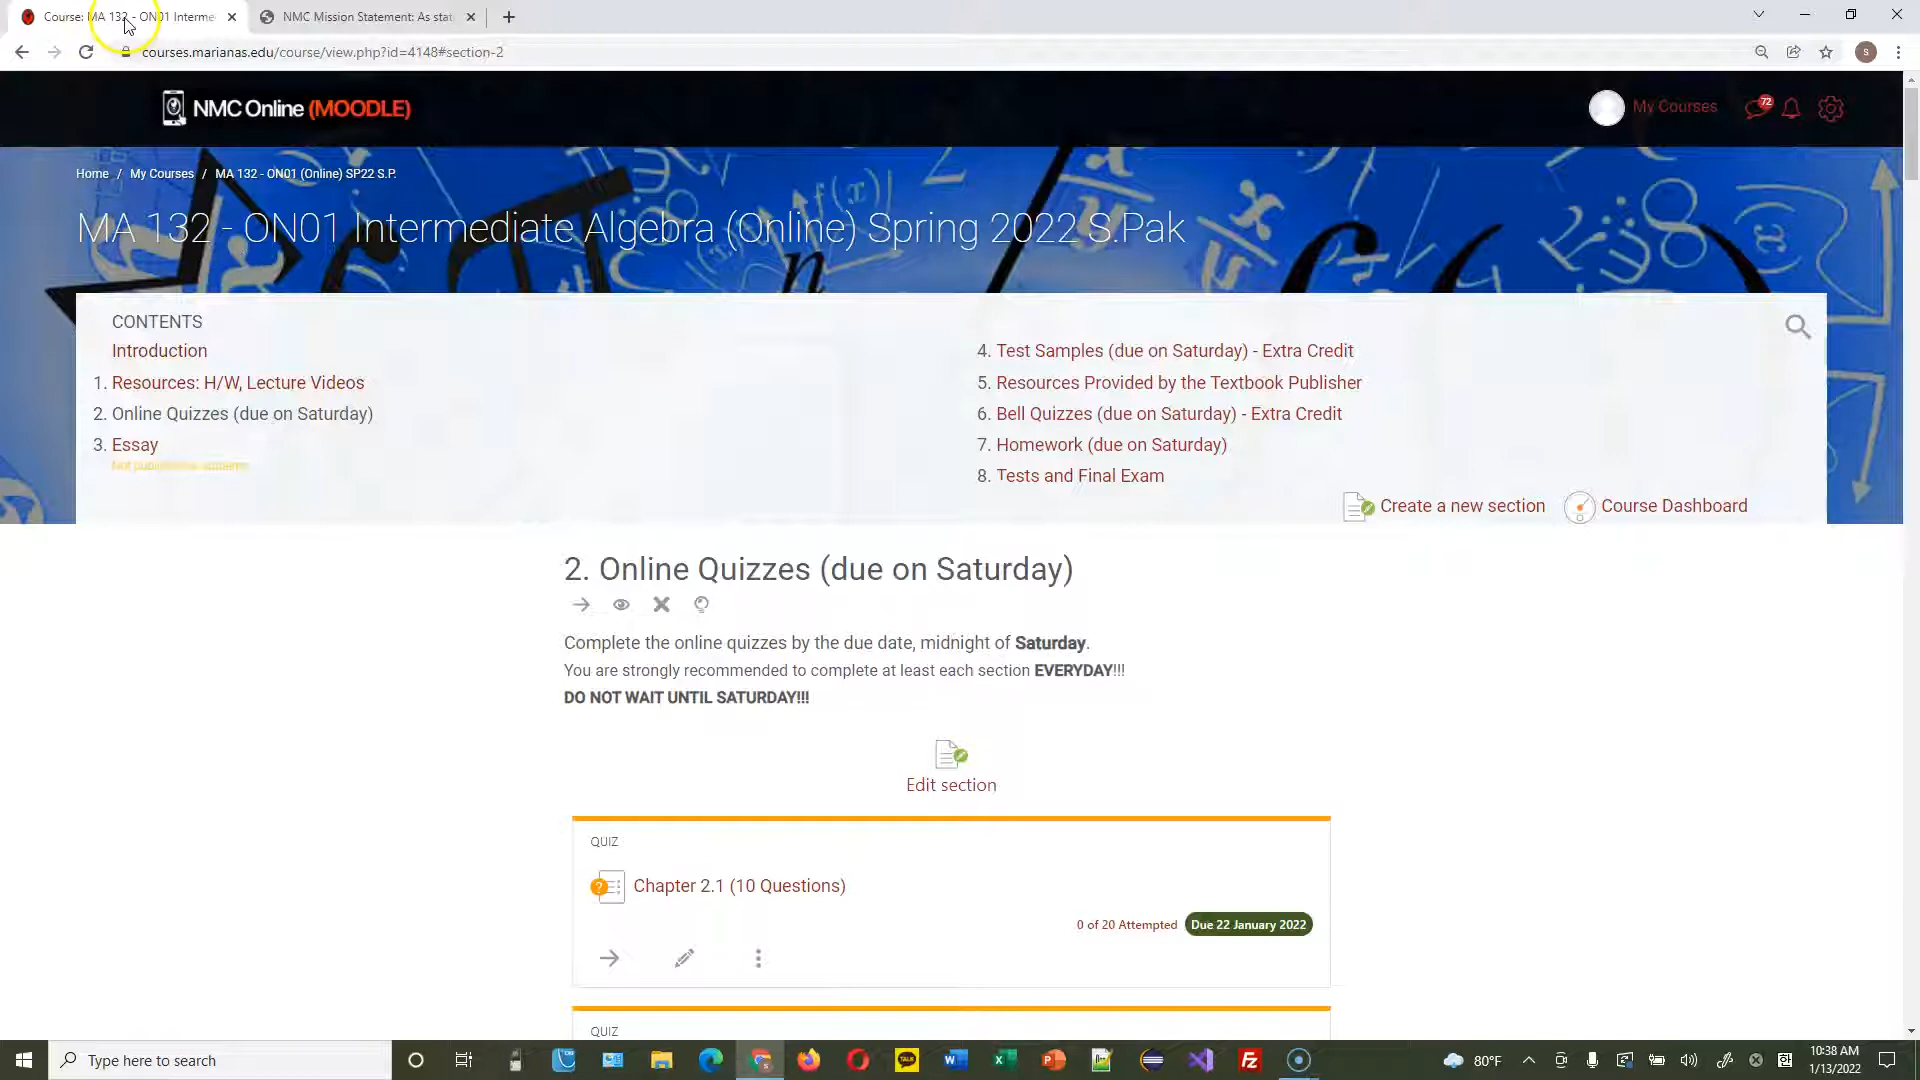 Course: MA 132 - ON01 Interme
NMC Mission Statement: As stat
courses.marianas.edu/course/view.php?id=4148#section-2
S
NMC Online (MOODLE)
My Courses
72
Home / My Courses / MA 132 - ON01 (Online) SP22 S.P.
MA 132 - ON01 Intermediate Algebra (Online) Spring 2022 S.Pak
CONTENTS
Introduction
1. Resources: H/W, Lecture Videos
2. Online Quizzes (due on Saturday)
3. Essay
Not published to students
4. Test Samples (due on Saturday) - Extra Credit
5. Resources Provided by the Textbook Publisher
6. Bell Quizzes (due on Saturday) - Extra Credit
7. Homework (due on Saturday)
8. Tests and Final Exam
Create a new section
Course Dashboard
2. Online Quizzes (due on Saturday)
Complete the online quizzes by the due date, midnight of Saturday.
You are strongly recommended to complete at least each section EVERYDAY!!!
DO NOT WAIT UNTIL SATURDAY!!!
Edit section
QUIZ
Chapter 2.1 (10 Questions)
0 of 20 Attempted
Due 22 January 2022
QUIZ
Type here to search
80°F
10:38 AM
1/13/2022